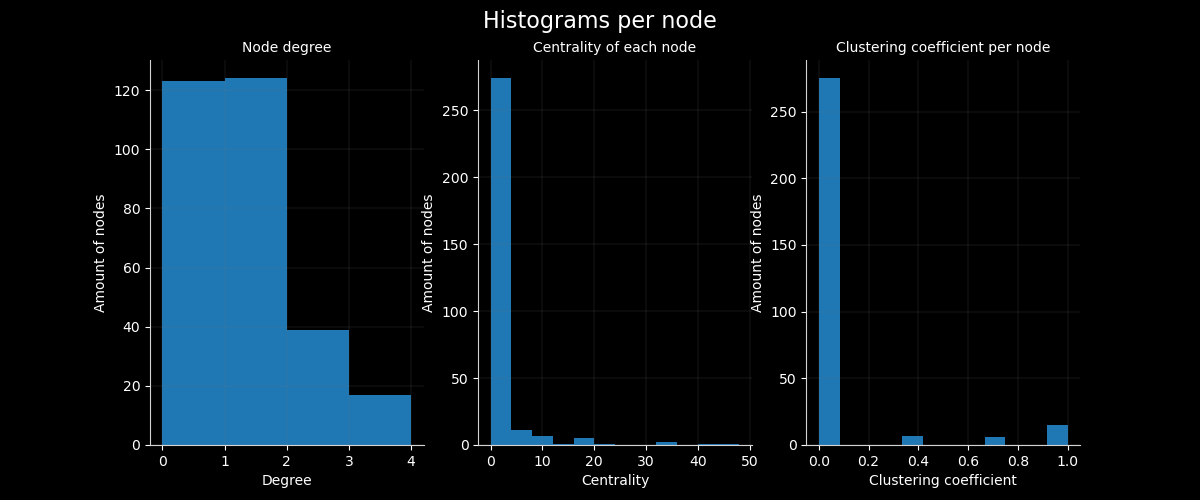 Histograms per node
Node degree
Amount of nodes
120
100
80
60
40
20
0
0 1 2 3 4
Degree
Centrality of each node
Amount of nodes
250
200
150
100
50
0
0 10 20 30 40 50
Centrality
Clustering coefficient per node
Amount of nodes
250
200
150
100
50
0
0.0 0.2 0.4 0.6 0.8 1.0
Clustering coefficient